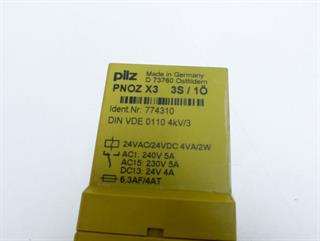 pilz
Made in Germany
D 73760 Ostfildern
PNOZ X3 3S / 1Ö
Ident.Nr: 774310
DIN VDE 0110 4kV/3
24VAC/24VDC 4VA/2W
AC1: 240V 5A
AC15: 230V 5A
DC13: 24V 4A
6,3AF/4AT